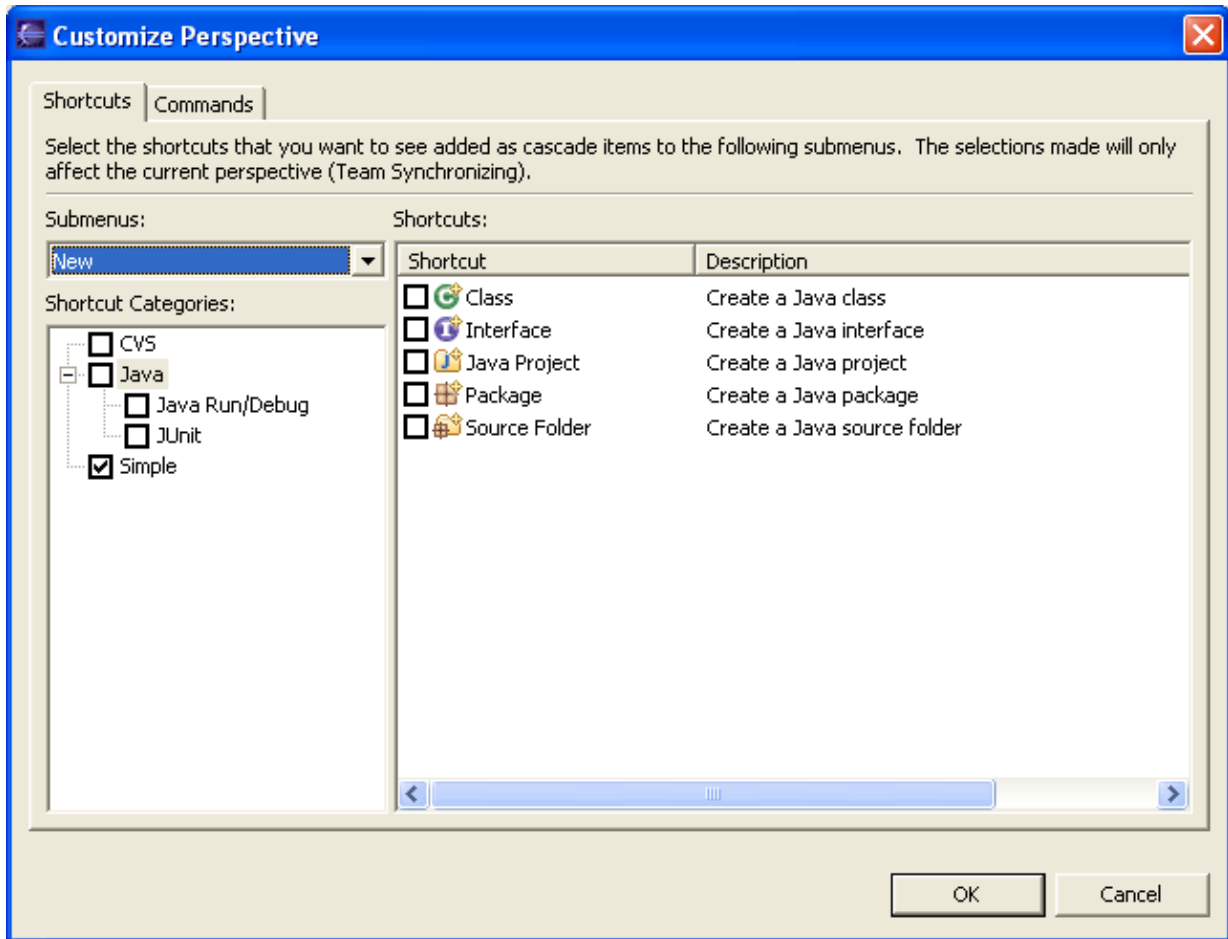 Customize Perspective
Shortcuts Commands
Select the shortcuts that you want to see added as cascade items to the following submenus. The selections made will only
affect the current perspective (Team Synchronizing).
Submenus:
New
Shortcut Categories:
CVS
Java
Java Run/Debug
JUnit
Simple
Shortcuts:
Shortcut Description
Class Create a Java class
Interface Create a Java interface
Java Project Create a Java project
Package Create a Java package
Source Folder Create a Java source folder
OK Cancel